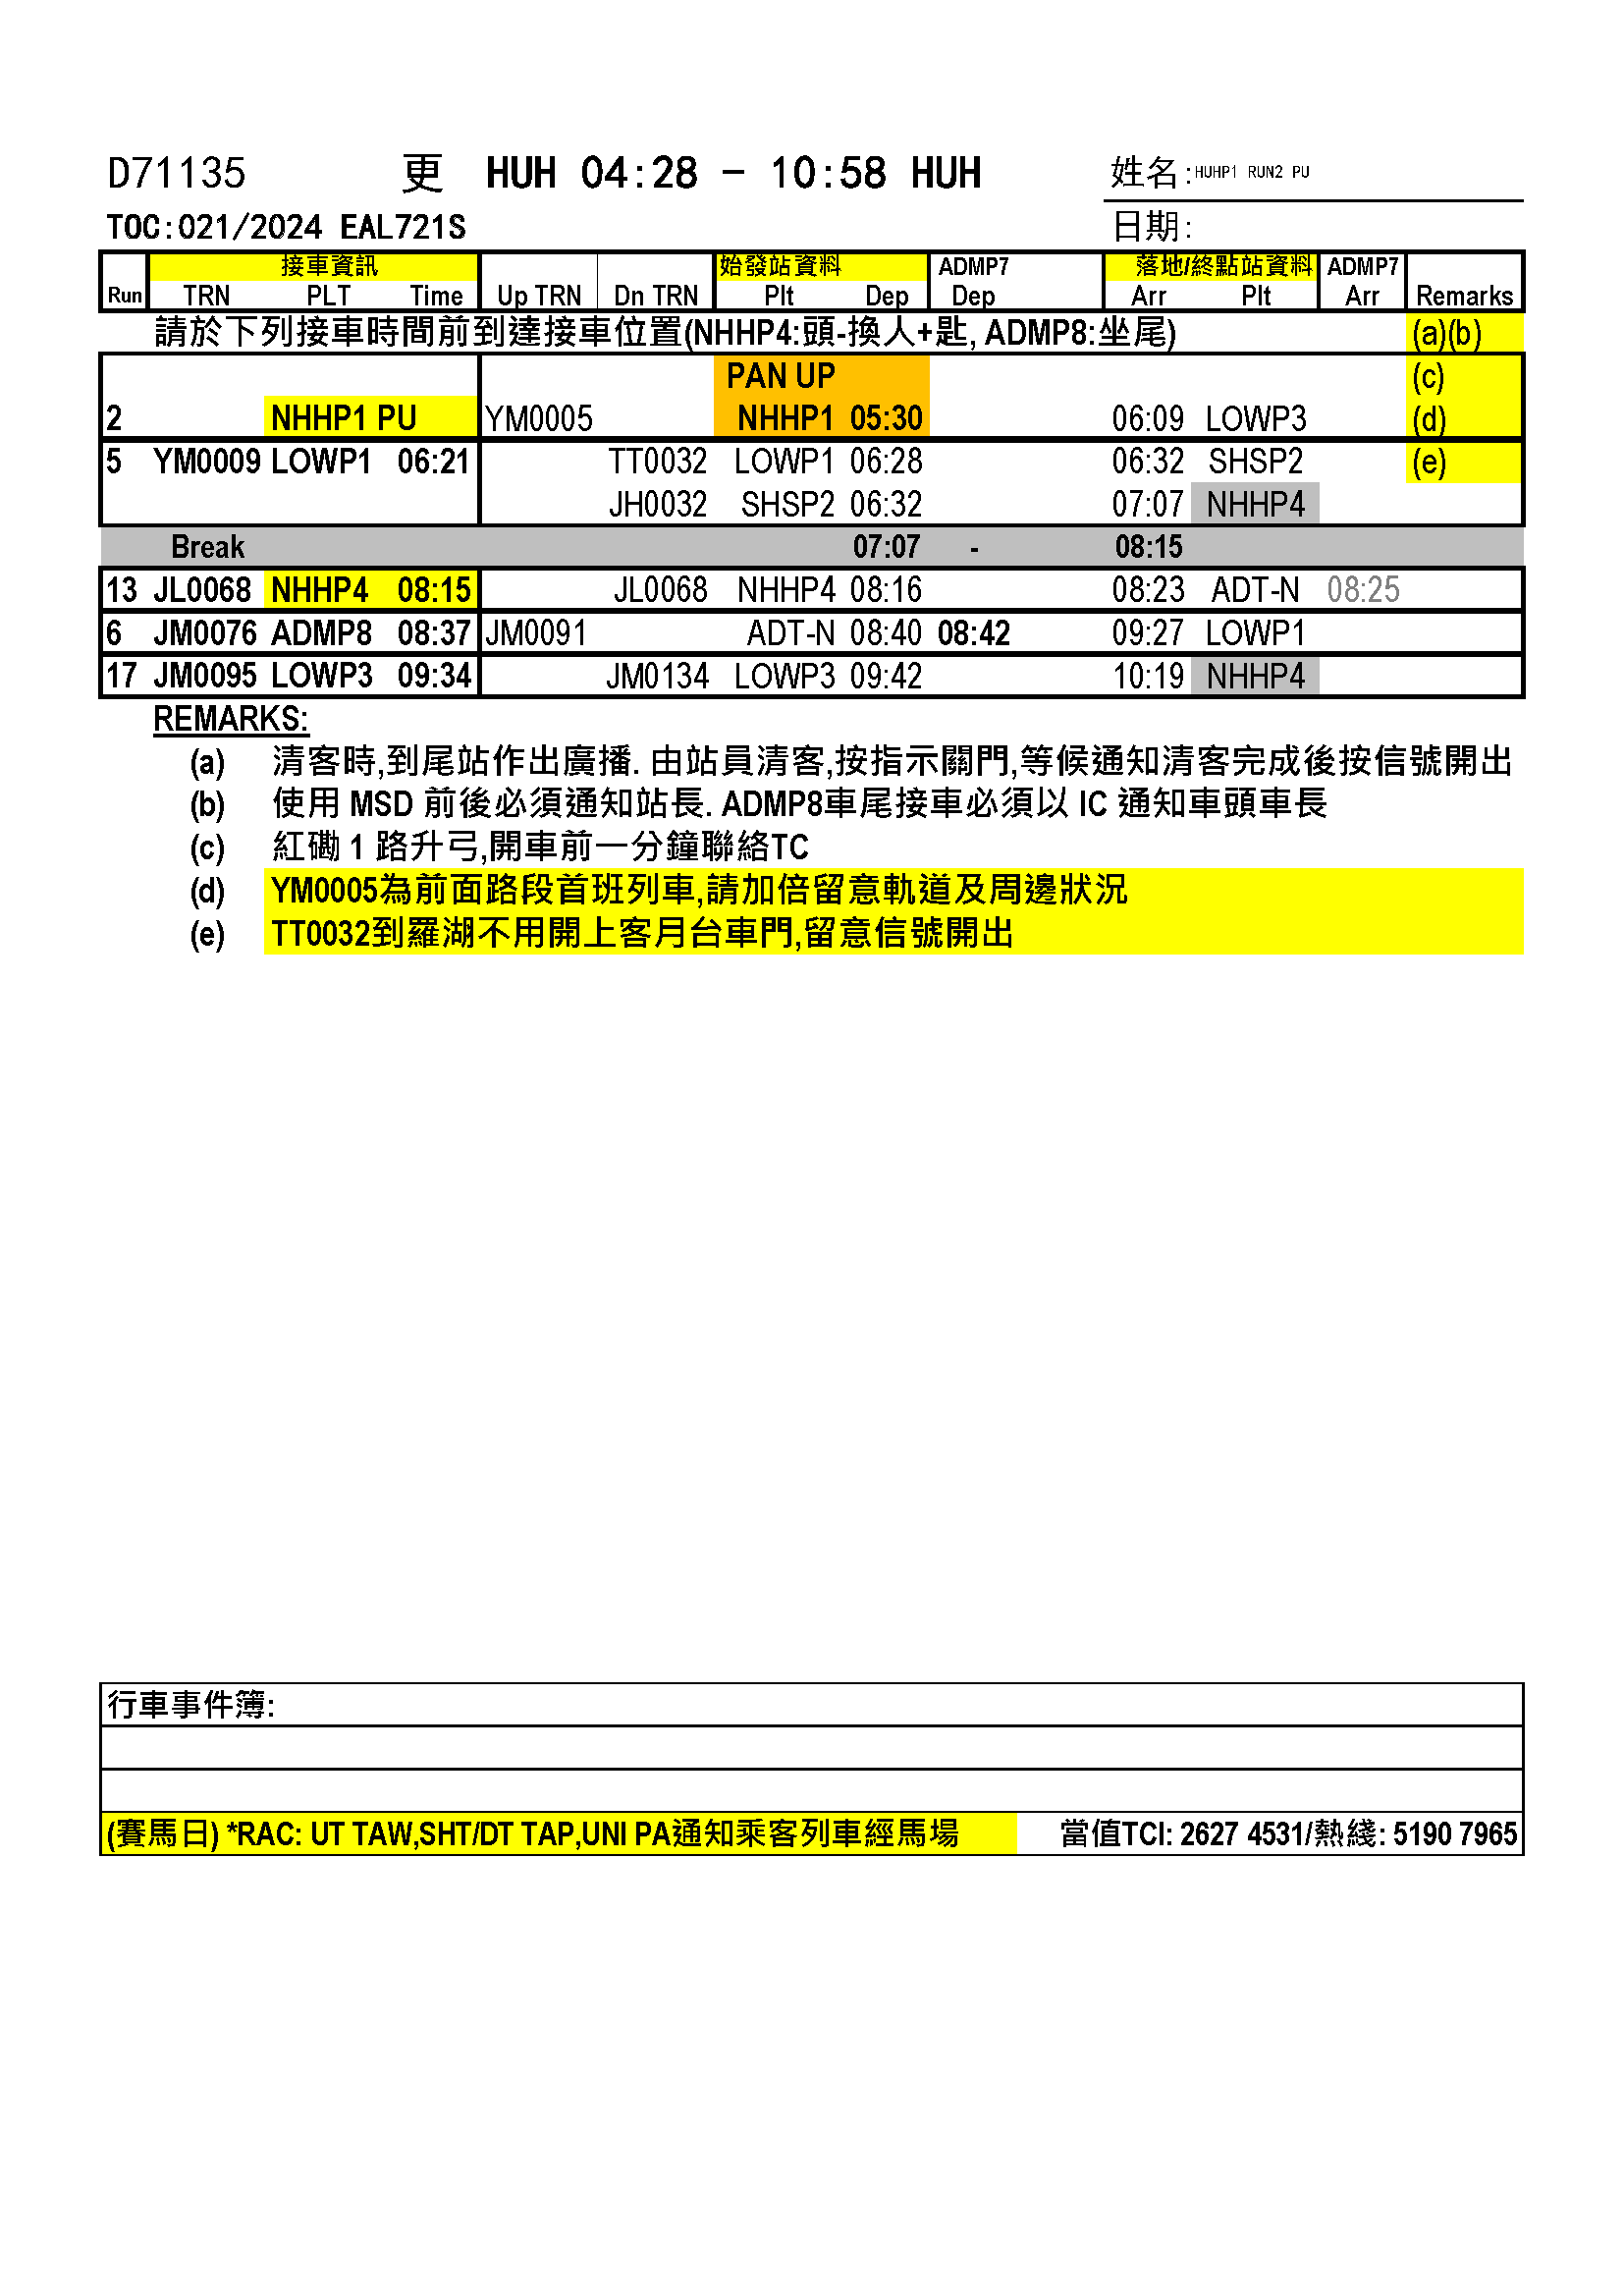 D71135 更 HUH 04:28 - 10:58 HUH 姓名:HUHP1 RUN2 PU
TOC:021/2024 EAL721S 日期:
接車資訊 始發站資料 ADMP7 落地/終點站資料 ADMP7
Run TRN PLT Time Up TRN Dn TRN Plt Dep Dep Arr Plt Arr Remarks
請於下列接車時間前到達接車位置(NHHP4:頭-換人+匙, ADMP8:坐尾) (a)(b)
PAN UP (c)
2 NHHP1 PU YM0005 NHHP1 05:30 06:09 LOWP3 (d)
5 YM0009 LOWP1 06:21 TT0032 LOWP1 06:28 06:32 SHSP2 (e)
JH0032 SHSP2 06:32 07:07 NHHP4
Break 07:07 - 08:15
13 JL0068 NHHP4 08:15 JL0068 NHHP4 08:16 08:23 ADT-N 08:25
6 JM0076 ADMP8 08:37 JM0091 ADT-N 08:40 08:42 09:27 LOWP1
17 JM0095 LOWP3 09:34 JM0134 LOWP3 09:42 10:19 NHHP4
REMARKS:
(a) 清客時,到尾站作出廣播. 由站員清客,按指示關門,等候通知清客完成後按信號開出
(b) 使用 MSD 前後必須通知站長. ADMP8車尾接車必須以 IC 通知車頭車長
(c) 紅磡 1 路升弓,開車前一分鐘聯絡TC
(d) YM0005為前面路段首班列車,請加倍留意軌道及周邊狀況
(e) TT0032到羅湖不用開上客月台車門,留意信號開出
行車事件簿:
(賽馬日) *RAC: UT TAW,SHT/DT TAP,UNI PA通知乘客列車經馬場 當值TCI: 2627 4531/熱綫: 5190 7965